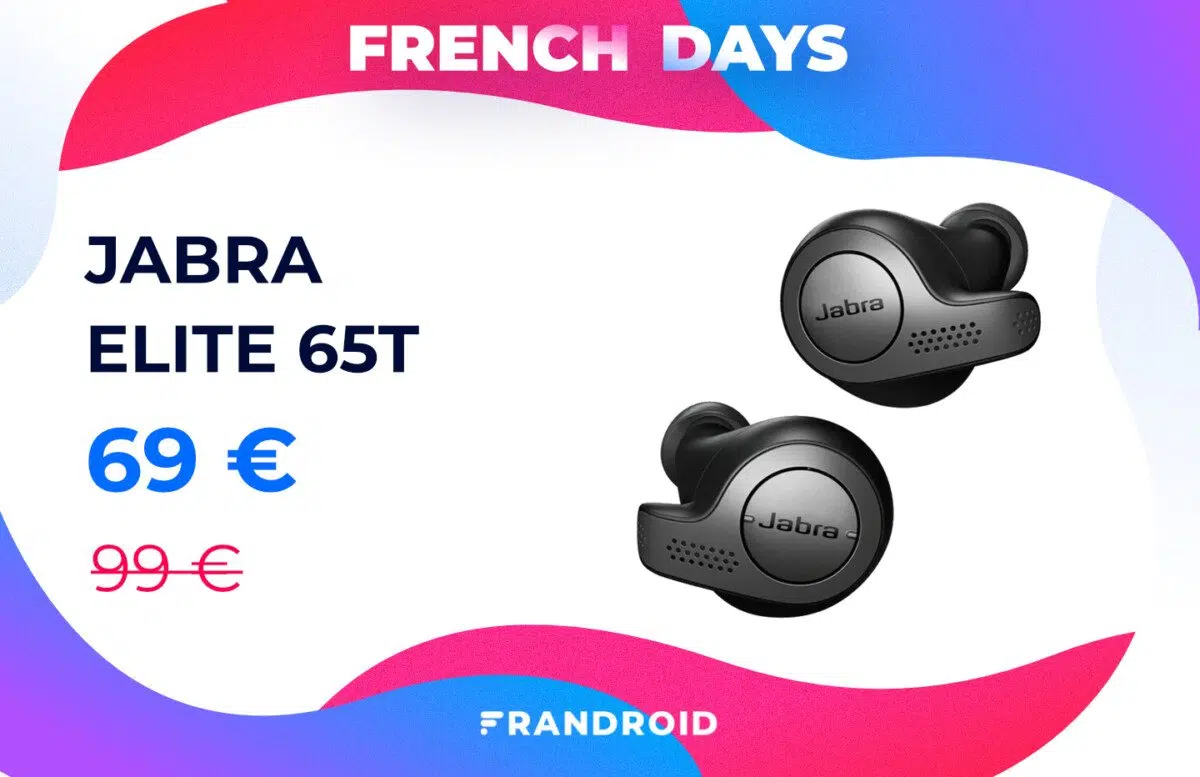 FRENCH DAYS
JABRA
ELITE 65T
69 €
99 €
Jabra
Jabra
FRANDROID